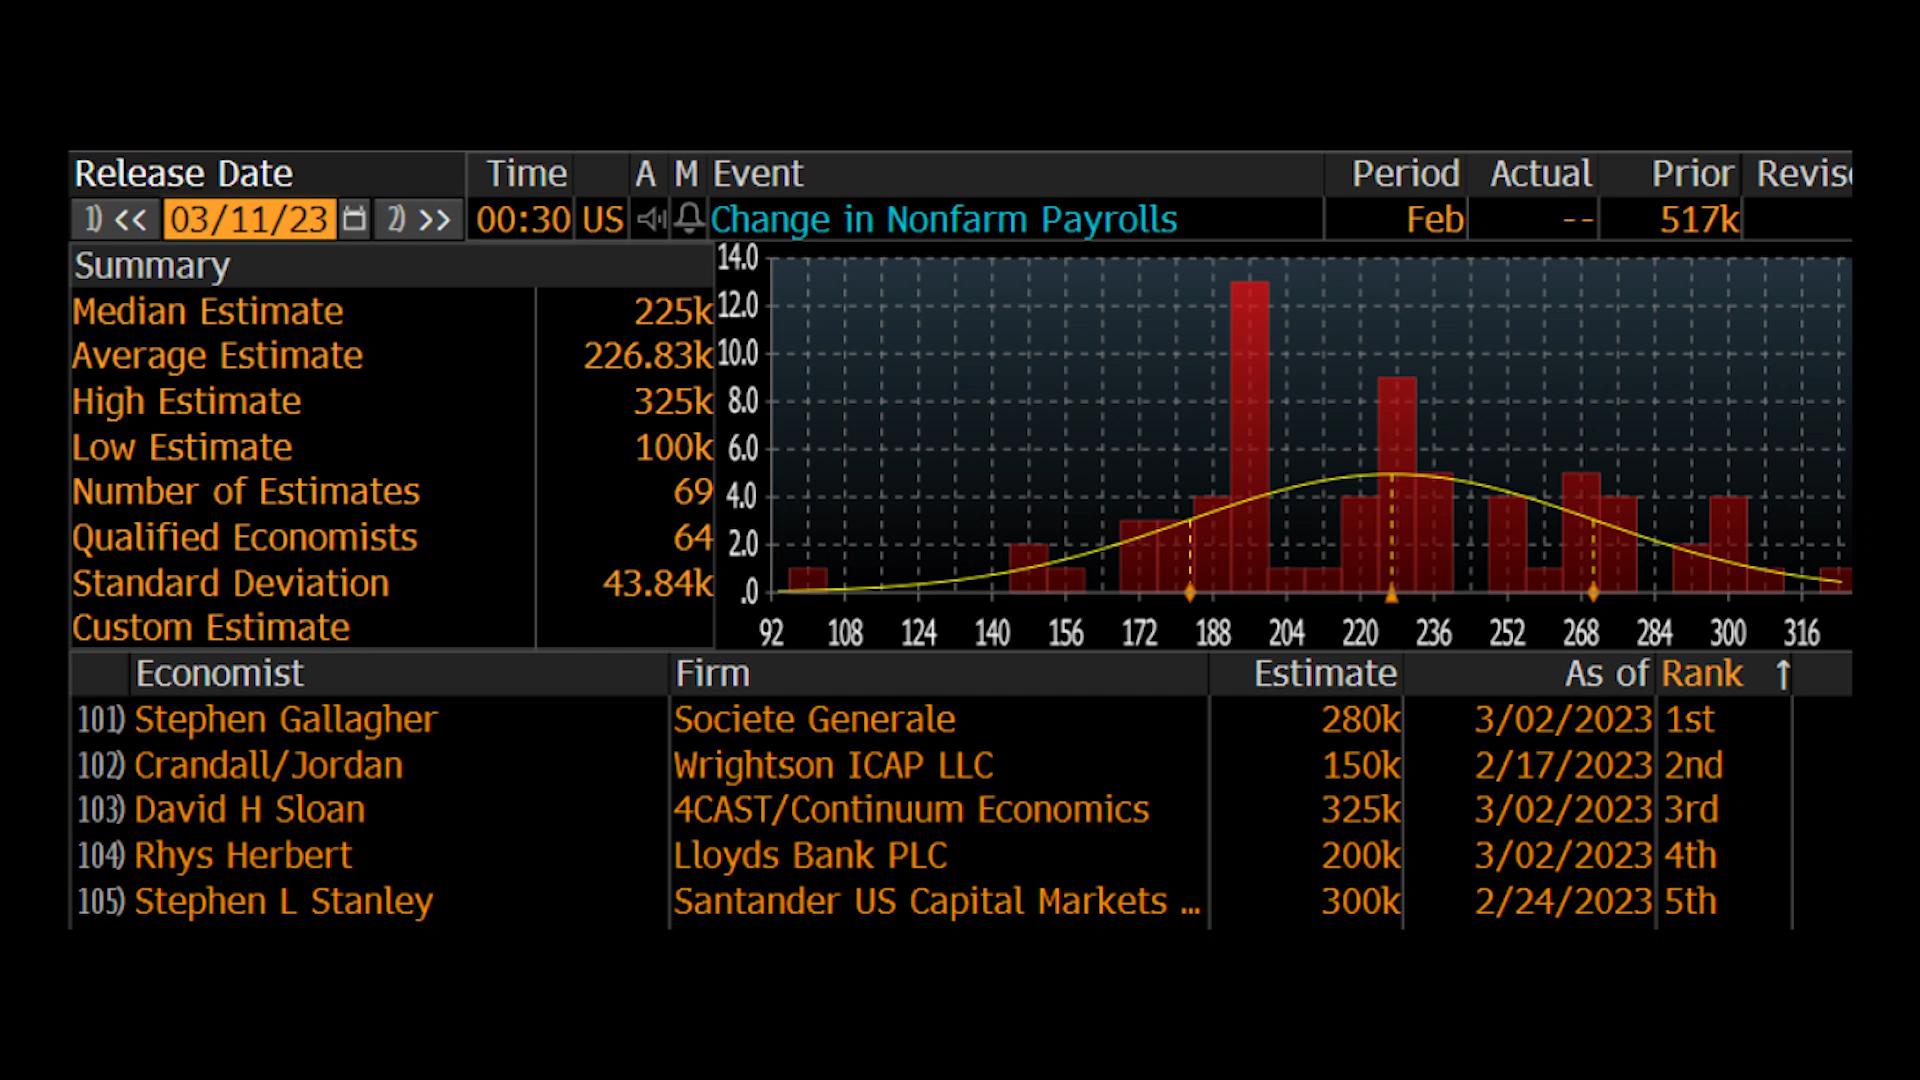 Release Date Time A M Event Period Actual Prior Revise
1) << 03/11/23 2) >> 00:30 US Change in Nonfarm Payrolls Feb -- 517k
Summary
Median Estimate 225k
Average Estimate 226.83k
High Estimate 325k
Low Estimate 100k
Number of Estimates 69
Qualified Economists 64
Standard Deviation 43.84k
Custom Estimate
14.0
12.0
10.0
8.0
6.0
4.0
2.0
.0
92 108 124 140 156 172 188 204 220 236 252 268 284 300 316
Economist Firm Estimate As of Rank ↑
101) Stephen Gallagher Societe Generale 280k 3/02/2023 1st
102) Crandall/Jordan Wrightson ICAP LLC 150k 2/17/2023 2nd
103) David H Sloan 4CAST/Continuum Economics 325k 3/02/2023 3rd
104) Rhys Herbert Lloyds Bank PLC 200k 3/02/2023 4th
105) Stephen L Stanley Santander US Capital Markets ... 300k 2/24/2023 5th